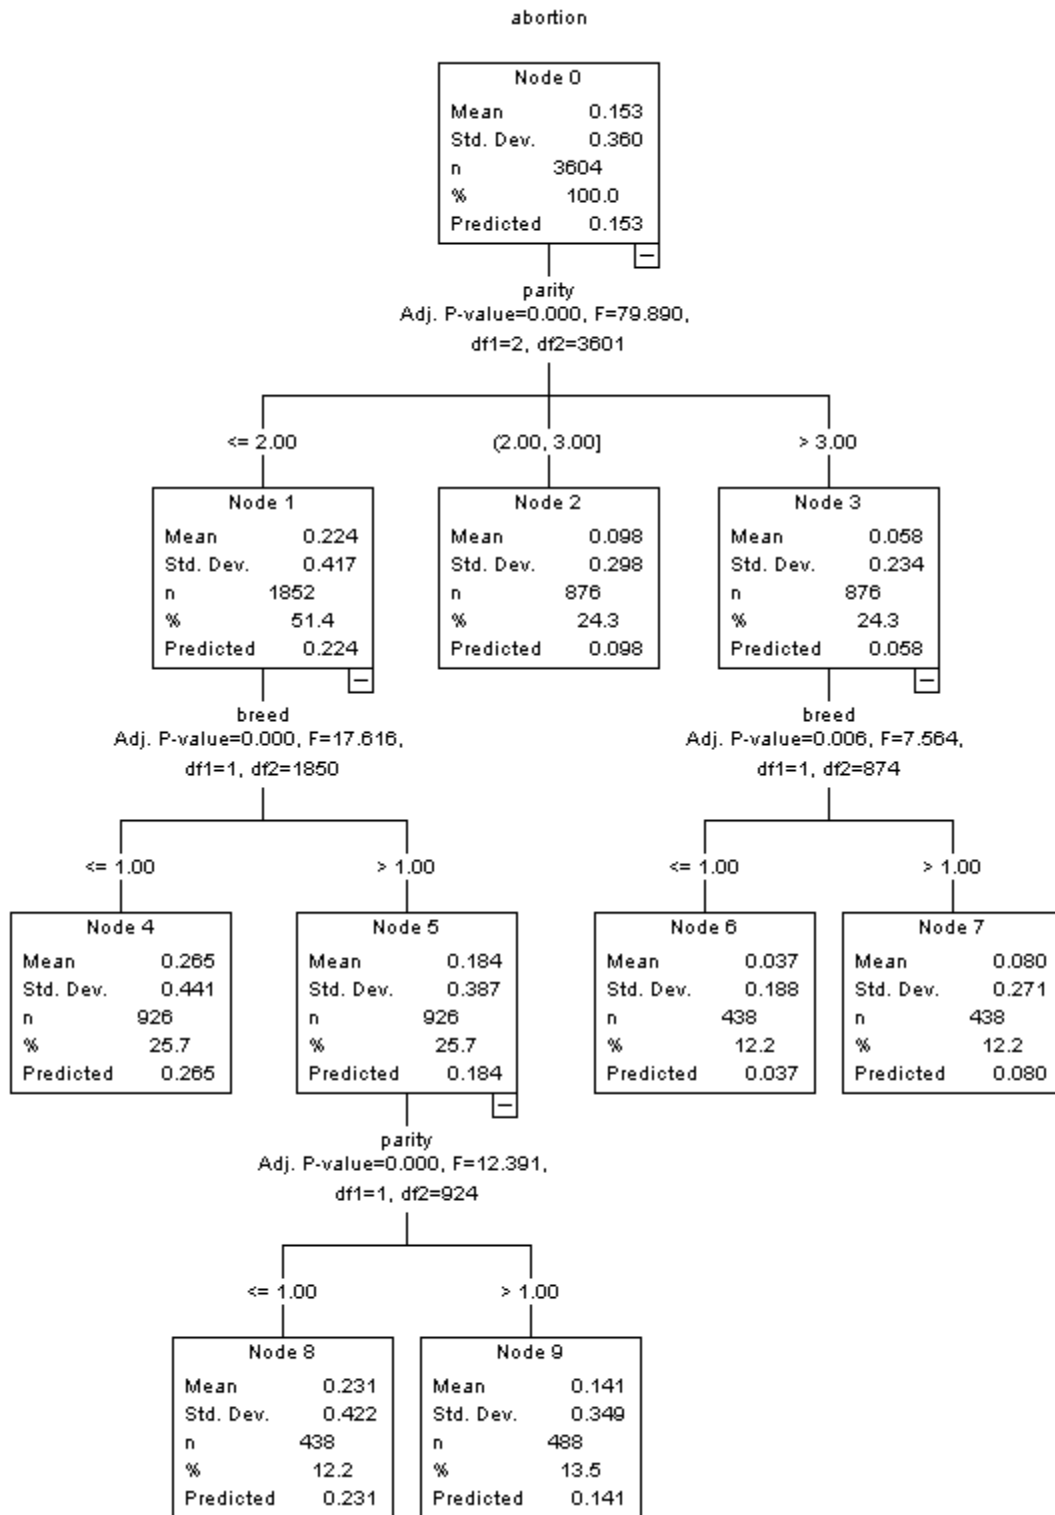 abortion
Node 0
Mean 0.153
Std. Dev. 0.360
n 3604
% 100.0
Predicted 0.153
parity
Adj. P-value=0.000, F=79.890,
df1=2, df2=3601
<= 2.00
(2.00, 3.00]
> 3.00
Node 1
Mean 0.224
Std. Dev. 0.417
n 1852
% 51.4
Predicted 0.224
Node 2
Mean 0.098
Std. Dev. 0.298
n 876
% 24.3
Predicted 0.098
Node 3
Mean 0.058
Std. Dev. 0.234
n 876
% 24.3
Predicted 0.058
breed
Adj. P-value=0.000, F=17.616,
df1=1, df2=1850
breed
Adj. P-value=0.006, F=7.564,
df1=1, df2=874
<= 1.00
> 1.00
<= 1.00
> 1.00
Node 4
Mean 0.265
Std. Dev. 0.441
n 926
% 25.7
Predicted 0.265
Node 5
Mean 0.184
Std. Dev. 0.387
n 926
% 25.7
Predicted 0.184
Node 6
Mean 0.037
Std. Dev. 0.188
n 438
% 12.2
Predicted 0.037
Node 7
Mean 0.080
Std. Dev. 0.271
n 438
% 12.2
Predicted 0.080
parity
Adj. P-value=0.000, F=12.391,
df1=1, df2=924
<= 1.00
> 1.00
Node 8
Mean 0.231
Std. Dev. 0.422
n 438
% 12.2
Predicted 0.231
Node 9
Mean 0.141
Std. Dev. 0.349
n 488
% 13.5
Predicted 0.141